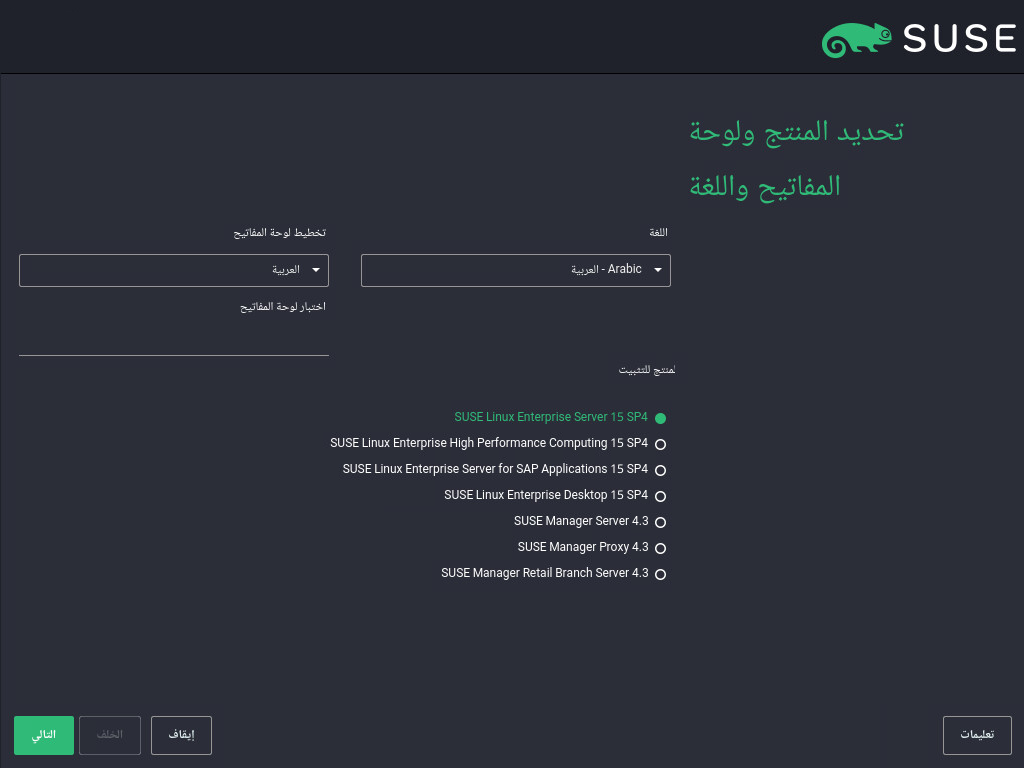 SUSE
تحديد المنتج ولوحة
المفاتيح واللغة
اللغة
العربية - Arabic
تخطيط لوحة المفاتيح
العربية
اختبار لوحة المفاتيح
لمنتج للتثبيت
SUSE Linux Enterprise Server 15 SP4
SUSE Linux Enterprise High Performance Computing 15 SP4
SUSE Linux Enterprise Server for SAP Applications 15 SP4
SUSE Linux Enterprise Desktop 15 SP4
SUSE Manager Server 4.3
SUSE Manager Proxy 4.3
SUSE Manager Retail Branch Server 4.3
تعليمات
إيقاف
الخلف
التالي